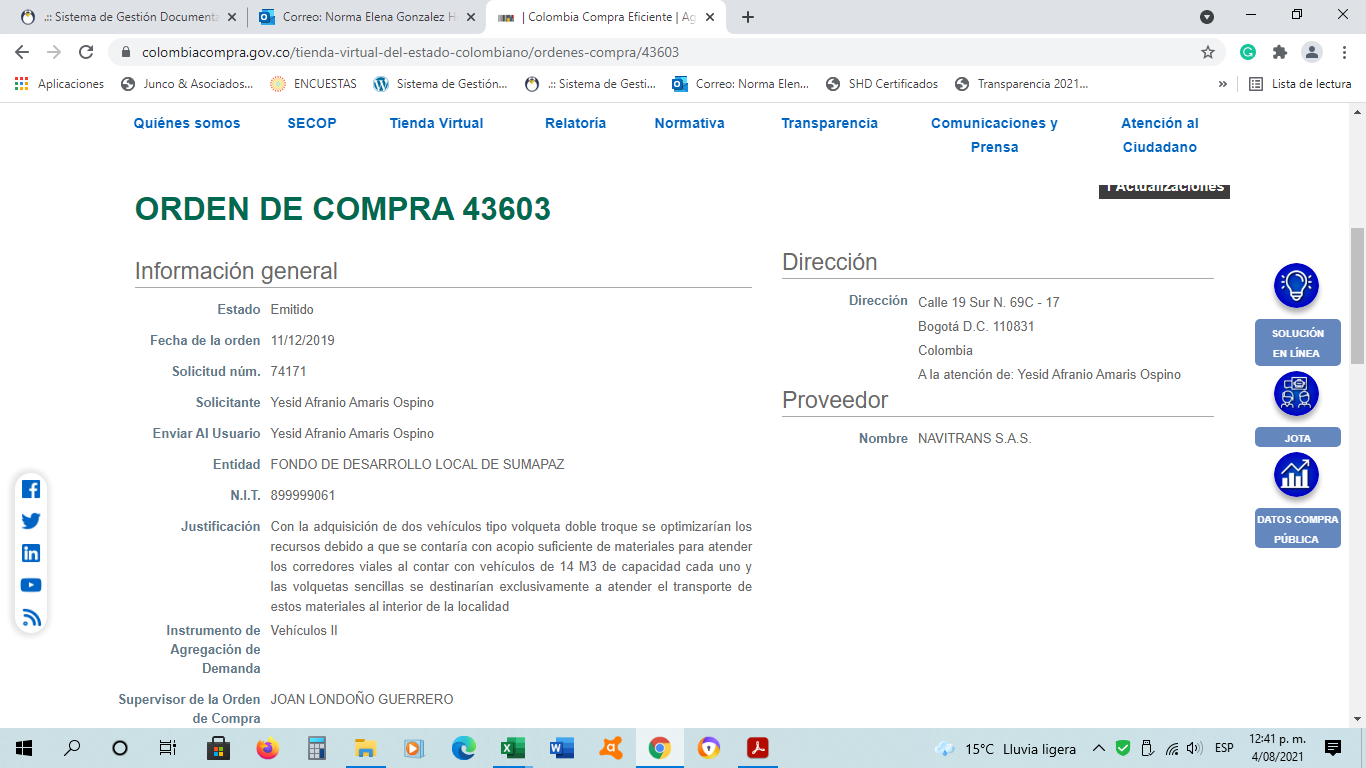 .:: Sistema de Gestión Documenta
Correo: Norma Elena Gonzalez H
| Colombia Compra Eficiente | Ag
colombiacompra.gov.co/tienda-virtual-del-estado-colombiano/ordenes-compra/43603
Aplicaciones
Junco & Asociados...
ENCUESTAS
Sistema de Gestión...
.:: Sistema de Gesti...
Correo: Norma Elen...
SHD Certificados
Transparencia 2021...
»
Lista de lectura
Quiénes somos
SECOP
Tienda Virtual
Relatoría
Normativa
Transparencia
Comunicaciones y
Prensa
Atención al
Ciudadano
Actualizaciones
ORDEN DE COMPRA 43603
Información general
Estado Emitido
Fecha de la orden 11/12/2019
Solicitud núm. 74171
Solicitante Yesid Afranio Amaris Ospino
Enviar Al Usuario Yesid Afranio Amaris Ospino
Entidad FONDO DE DESARROLLO LOCAL DE SUMAPAZ
N.I.T. 899999061
Justificación Con la adquisición de dos vehículos tipo volqueta doble troque se optimizarían los
recursos debido a que se contaría con acopio suficiente de materiales para atender
los corredores viales al contar con vehículos de 14 M3 de capacidad cada uno y
las volquetas sencillas se destinarían exclusivamente a atender el transporte de
estos materiales al interior de la localidad
Instrumento de Vehículos II
Agregación de
Demanda
Supervisor de la Orden JOAN LONDOÑO GUERRERO
de Compra
Dirección
Dirección Calle 19 Sur N. 69C - 17
Bogotá D.C. 110831
Colombia
A la atención de: Yesid Afranio Amaris Ospino
Proveedor
Nombre NAVITRANS S.A.S.
SOLUCIÓN
EN LÍNEA
JOTA
DATOS COMPRA
PÚBLICA
15°C Lluvia ligera
ESP
12:41 p. m.
4/08/2021